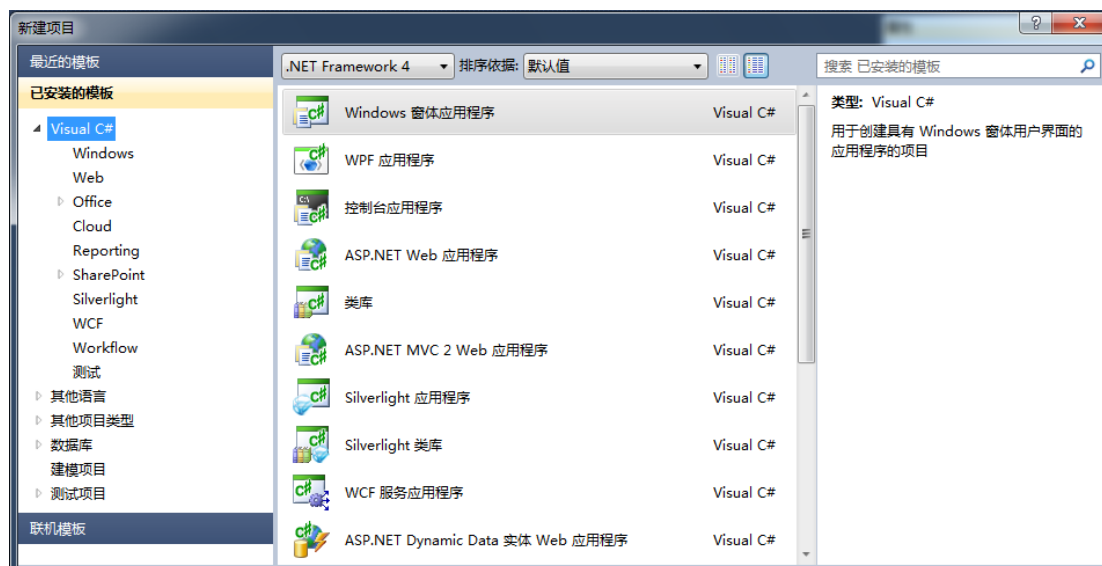 新建项目
最近的模板
已安装的模板
Visual C#
Windows
Web
Office
Cloud
Reporting
SharePoint
Silverlight
WCF
Workflow
测试
其他语言
其他项目类型
数据库
建模项目
测试项目
联机模板
.NET Framework 4 排序依据: 默认值
Windows 窗体应用程序 Visual C#
WPF 应用程序 Visual C#
控制台应用程序 Visual C#
ASP.NET Web 应用程序 Visual C#
类库 Visual C#
ASP.NET MVC 2 Web 应用程序 Visual C#
Silverlight 应用程序 Visual C#
Silverlight 类库 Visual C#
WCF 服务应用程序 Visual C#
ASP.NET Dynamic Data 实体 Web 应用程序 Visual C#
搜索 已安装的模板
类型: Visual C#
用于创建具有 Windows 窗体用户界面的
应用程序的项目